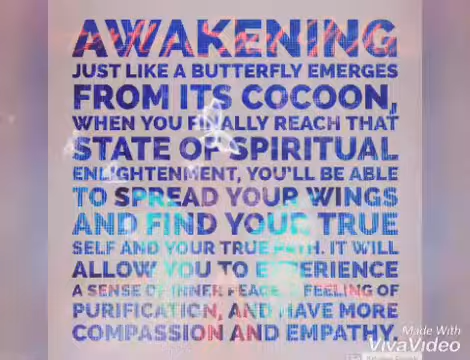 AWAKENING
JUST LIKE A BUTTERFLY EMERGES
FROM ITS COCOON,
WHEN YOU FINALLY REACH THAT
STATE OF SPIRITUAL
ENLIGHTENMENT, YOU'LL BE ABLE
TO SPREAD YOUR WINGS
AND FIND YOUR TRUE
SELF AND YOUR TRUE PATH. IT WILL
ALLOW YOU TO EXPERIENCE
A SENSE OF INNER PEACE, FEELING OF
PURIFICATION, AND HAVE MORE
COMPASSION AND EMPATHY.
Made With
VivaVideo